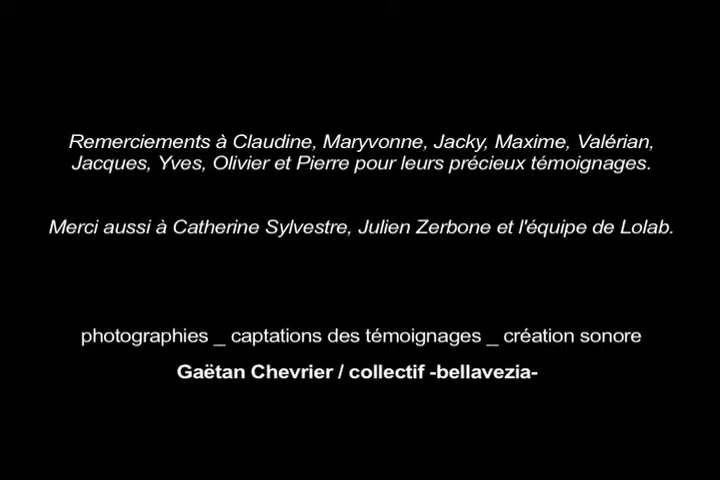 Remerciements à Claudine, Maryvonne, Jacky, Maxime, Valérian,
Jacques, Yves, Olivier et Pierre pour leurs précieux témoignages.
Merci aussi à Catherine Sylvestre, Julien Zerbone et l'équipe de Lolab.
photographies _ captations des témoignages _ création sonore
Gaëtan Chevrier / collectif -bellavezia-